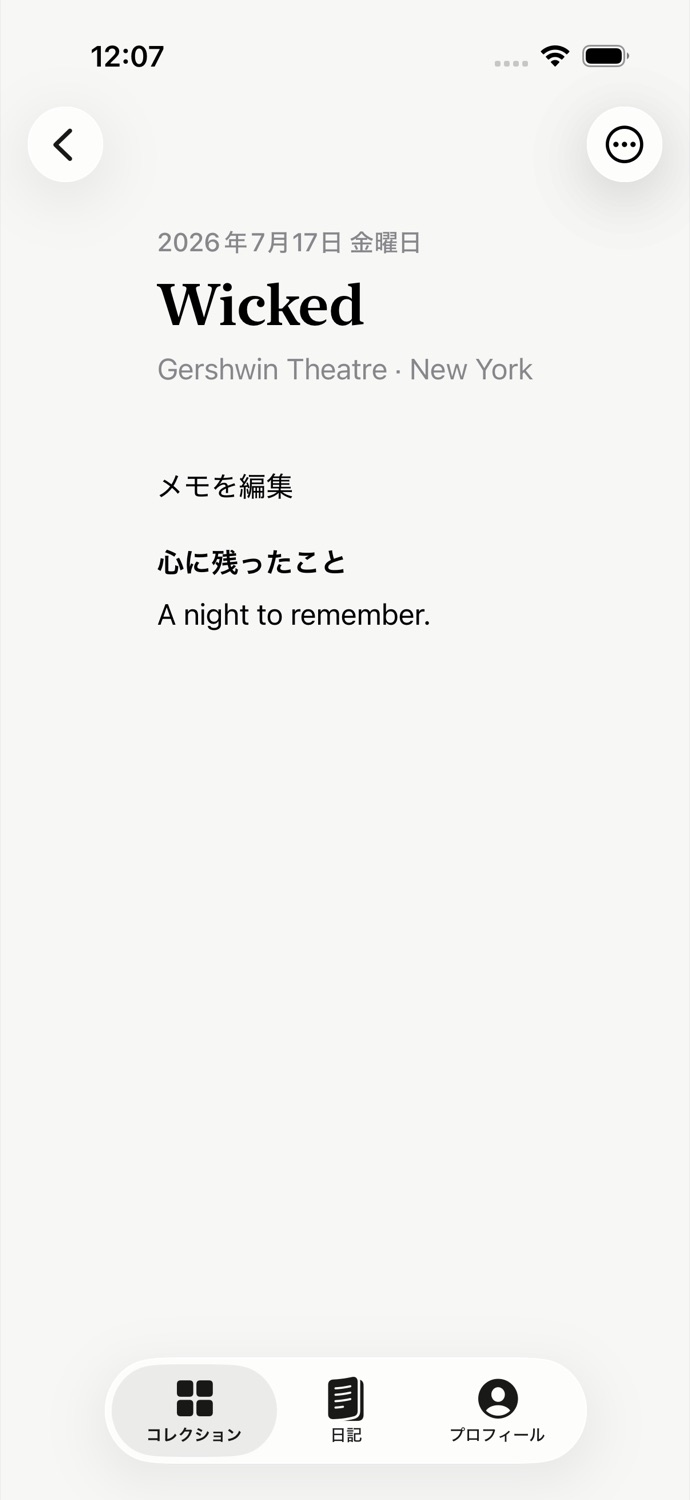 12:07
2026年7月17日 金曜日
Wicked
Gershwin Theatre · New York
メモを編集
心に残ったこと
A night to remember.
コレクション
日記
プロフィール